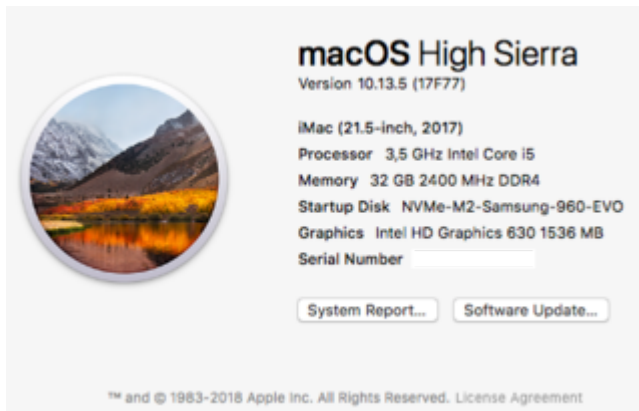 macOS High Sierra
Version 10.13.5 (17F77)
iMac (21.5-inch, 2017)
Processor 3,5 GHz Intel Core i5
Memory 32 GB 2400 MHz DDR4
Startup Disk NVMe-M2-Samsung-960-EVO
Graphics Intel HD Graphics 630 1536 MB
Serial Number
System Report... Software Update...
™ and © 1983-2018 Apple Inc. All Rights Reserved. License Agreement